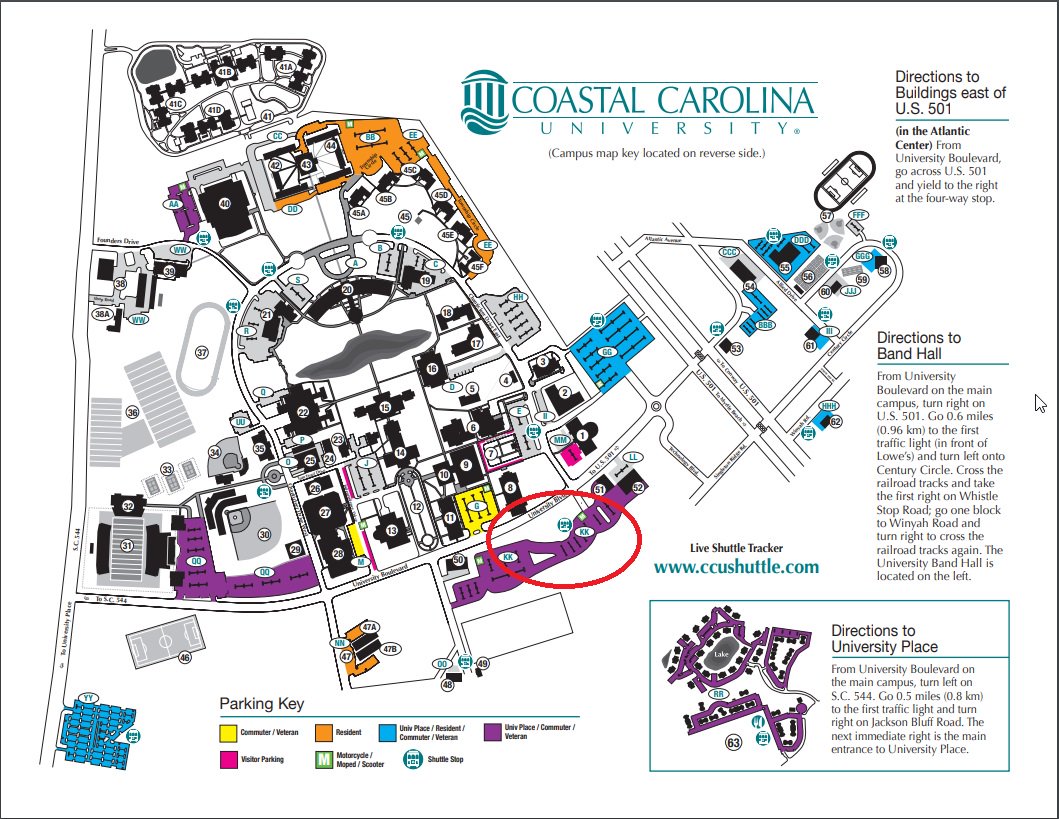 COASTAL CAROLINA
UNIVERSITY®
(Campus map key located on reverse side.)
Directions to
Buildings east of
U.S. 501
(in the Atlantic
Center) From
University Boulevard,
go across U.S. 501
and yield to the right
at the four-way stop.
Directions to
Band Hall
From University
Boulevard on the main
campus, turn right on
U.S. 501. Go 0.6 miles
(0.96 km) to the first
traffic light (in front of
Lowe's) and turn left onto
Century Circle. Cross the
railroad tracks and take
the first right on Whistle
Stop Road; go one block
to Winyah Road and
turn right to cross the
railroad tracks again. The
University Band Hall is
located on the left.
Live Shuttle Tracker
www.ccushuttle.com
Directions to
University Place
From University Boulevard on
the main campus, turn left on
S.C. 544. Go 0.5 miles (0.8 km)
to the first traffic light and turn
right on Jackson Bluff Road. The
next immediate right is the main
entrance to University Place.
Lake
RR
63
Parking Key
Commuter / Veteran
Resident
Univ Place / Resident /
Commuter / Veteran
Univ Place / Commuter /
Veteran
Visitor Parking
M
Motorcycle /
Moped / Scooter
Shuttle Stop
41A
41B
41C
41D
41
CC
42
43
44
BB
EE
DD
AA
40
45A
45B
45C
45D
45
45E
45F
EE
Founders Drive
WW
38
39
38A
WW
A
B
C
S
R
19
20
21
HH
18
17
16
37
36
35
34
33
UU
Q
22
P
O
23
24
25
26
27
28
29
30
31
32
QQ
QQ
15
14
13
12
11
10
9
8
7
6
5
4
3
2
1
D
E
II
J
G
M
MM
GG
LL
51
52
KK
KK
50
University Blvd.
University Boulevard
To U.S. 501
To S.C. 544
S.C. 544
To University Place
46
NN
47A
47
47B
OO
48
49
YY
Atlantic Avenue
57
FFF
CCC
DDD
55
54
56
GGG
58
59
60
JJJ
BBB
53
III
61
HHH
62
U.S. 501
U.S. 501
Winyah Rd.
Century Circle